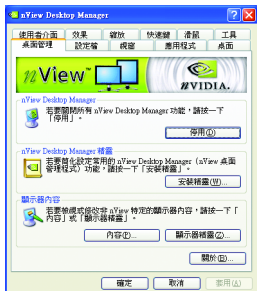 nView Desktop Manager
使用者介面 效果 縮放 快速鍵 滑鼠 工具
桌面管理 設定檔 視窗 應用程式 桌面
nView
NVIDIA.
nView Desktop Manager
若要關閉所有 nView Desktop Manager 功能，請按一下
「停用」。
停用(D)
nView Desktop Manager 精靈
若要簡化設定常用的 nView Desktop Manager （nView 桌面
管理程式）功能，請按一下「安裝精靈」。
安裝精靈(W)...
顯示器內容
若要檢視或修改非 nView 特定的顯示器內容，請按一下「
內容」或「顯示器精靈」。
內容(P)...
顯示器精靈(Z)...
關於(B)...
確定 取消 套用(A)